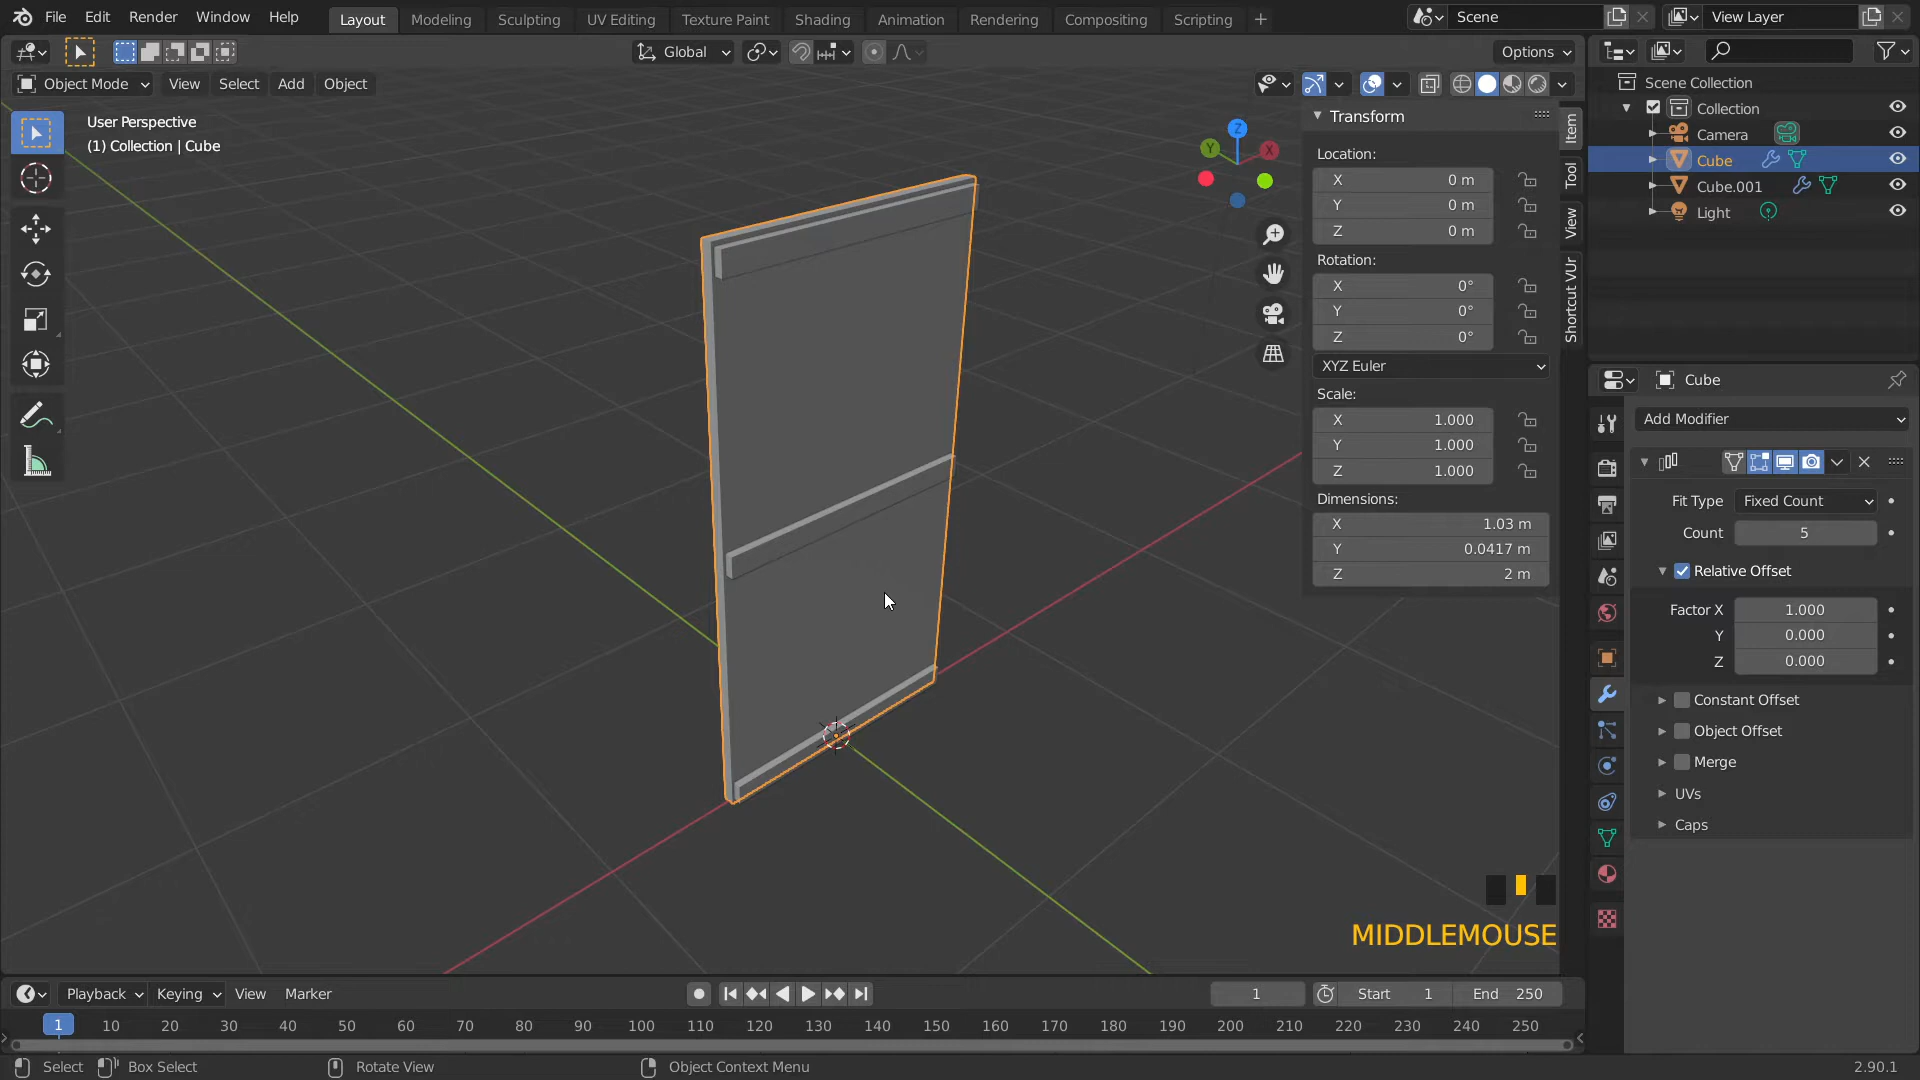 File Edit Render Window Help Layout Modeling Sculpting UV Editing Texture Paint Shading Animation Rendering Compositing Scripting + Scene View Layer
Global Options
Object Mode View Select Add Object
User Perspective
(1) Collection | Cube
Z Y X
Transform
Location:
X 0 m
Y 0 m
Z 0 m
Rotation:
X 0°
Y 0°
Z 0°
XYZ Euler
Scale:
X 1.000
Y 1.000
Z 1.000
Dimensions:
X 1.03 m
Y 0.0417 m
Z 2 m
Item
Tool
View
Shortcut VUr
Scene Collection
Collection
Camera
Cube
Cube.001
Light
Cube
Add Modifier
Fit Type Fixed Count
Count 5
Relative Offset
Factor X 1.000
Y 0.000
Z 0.000
Constant Offset
Object Offset
Merge
UVs
Caps
MIDDLEMOUSE
Playback Keying View Marker 1 Start 1 End 250
1 10 20 30 40 50 60 70 80 90 100 110 120 130 140 150 160 170 180 190 200 210 220 230 240 250
Select Box Select Rotate View Object Context Menu 2.90.1